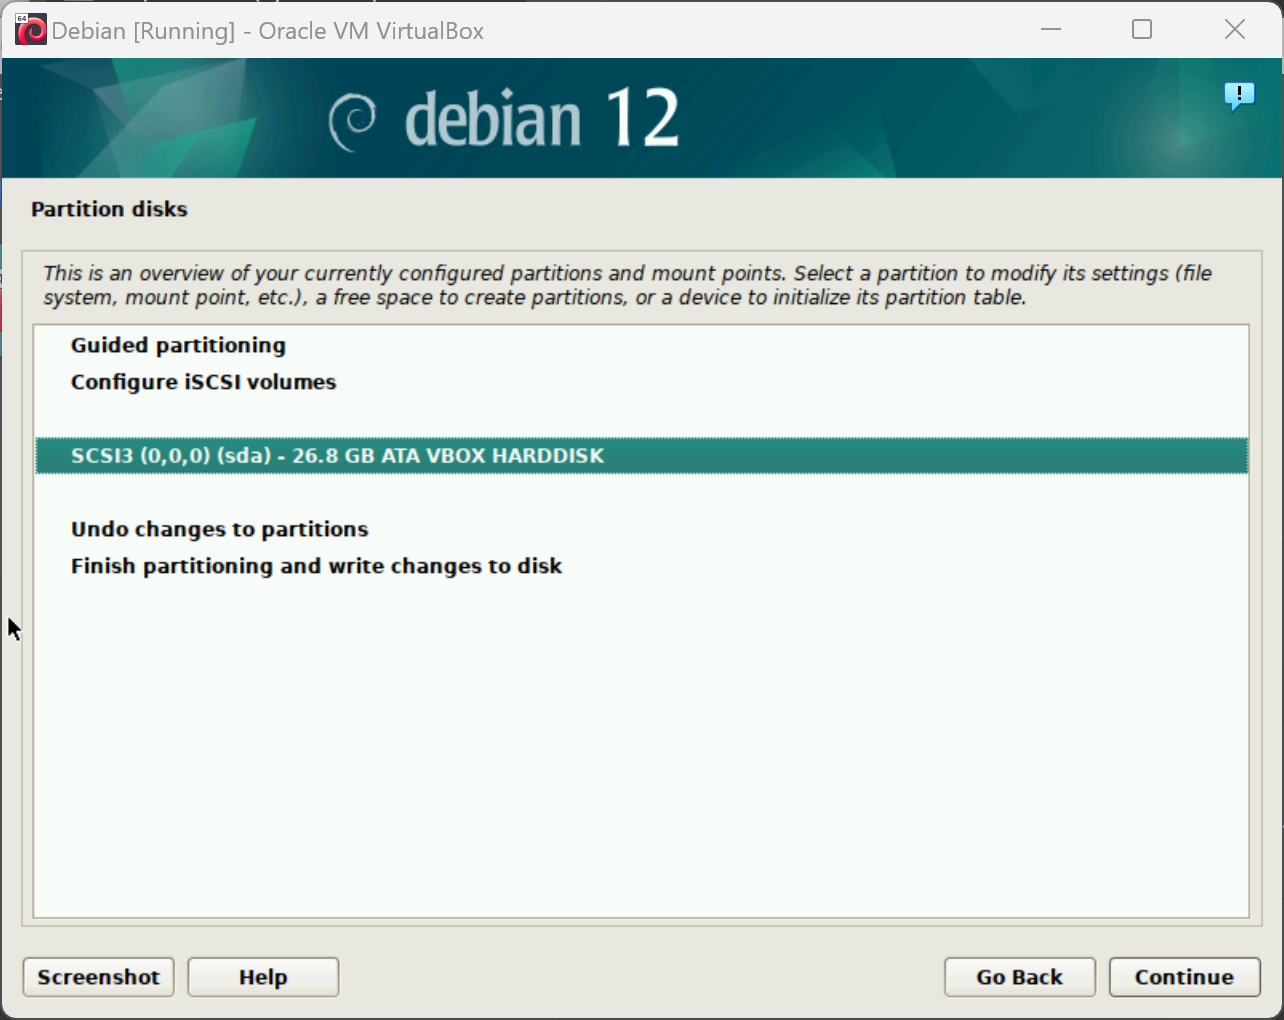 64
Debian [Running] - Oracle VM VirtualBox
debian 12
!
Partition disks
This is an overview of your currently configured partitions and mount points. Select a partition to modify its settings (file
system, mount point, etc.), a free space to create partitions, or a device to initialize its partition table.
Guided partitioning
Configure iSCSI volumes
SCSI3 (0,0,0) (sda) - 26.8 GB ATA VBOX HARDDISK
Undo changes to partitions
Finish partitioning and write changes to disk
Screenshot
Help
Go Back
Continue